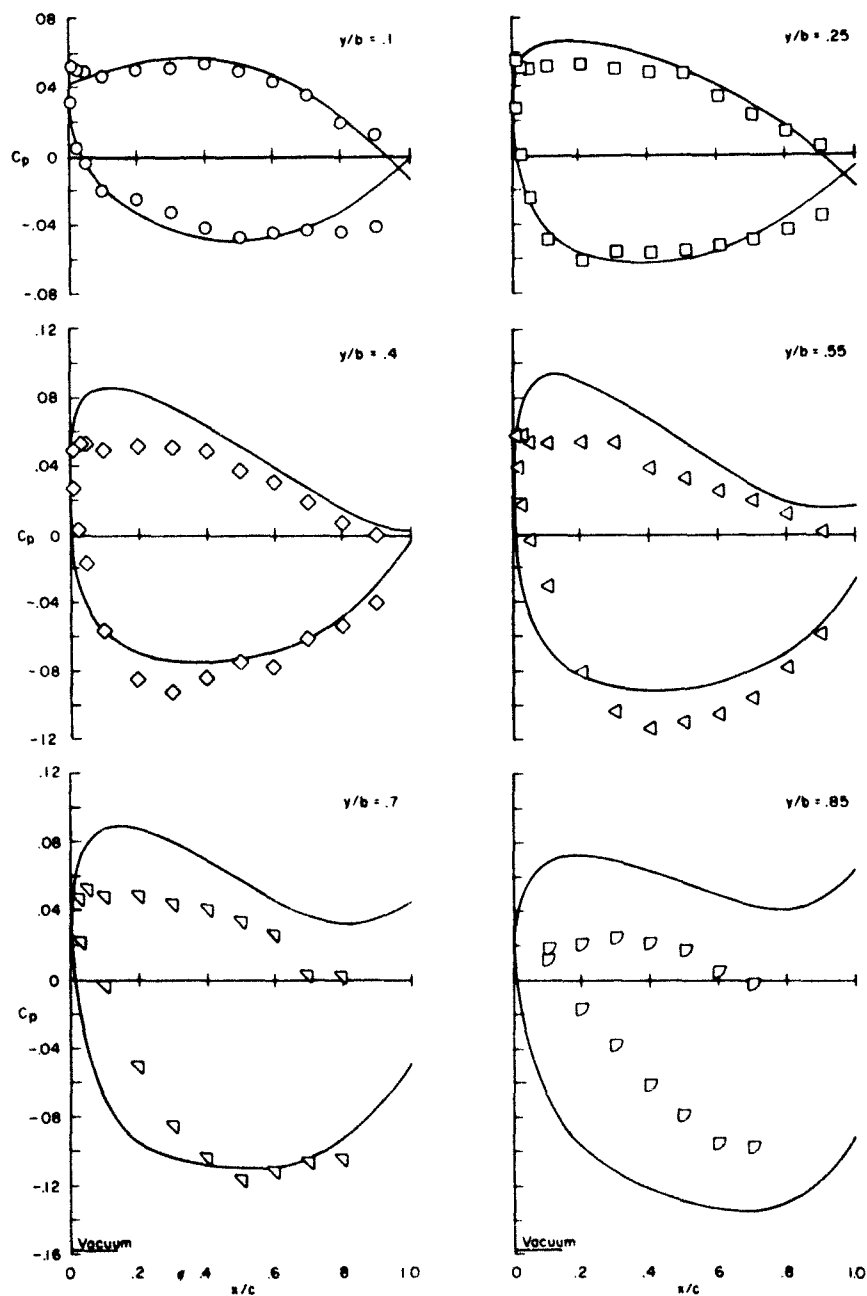 .08
y/b = .1
.04
Cp
0
-.04
-.08
y/b = .25
.12
y/b = .4
.08
.04
Cp
0
-.04
-.08
-.12
y/b = .55
.12
y/b = .7
.08
.04
0
Cp
-.04
-.08
-.12
Vacuum
-.16
0 .4 .6 .8 1.0
x/c
y/b = .85
Vacuum
0 .2 .4 .6 .8 1.0
x/c